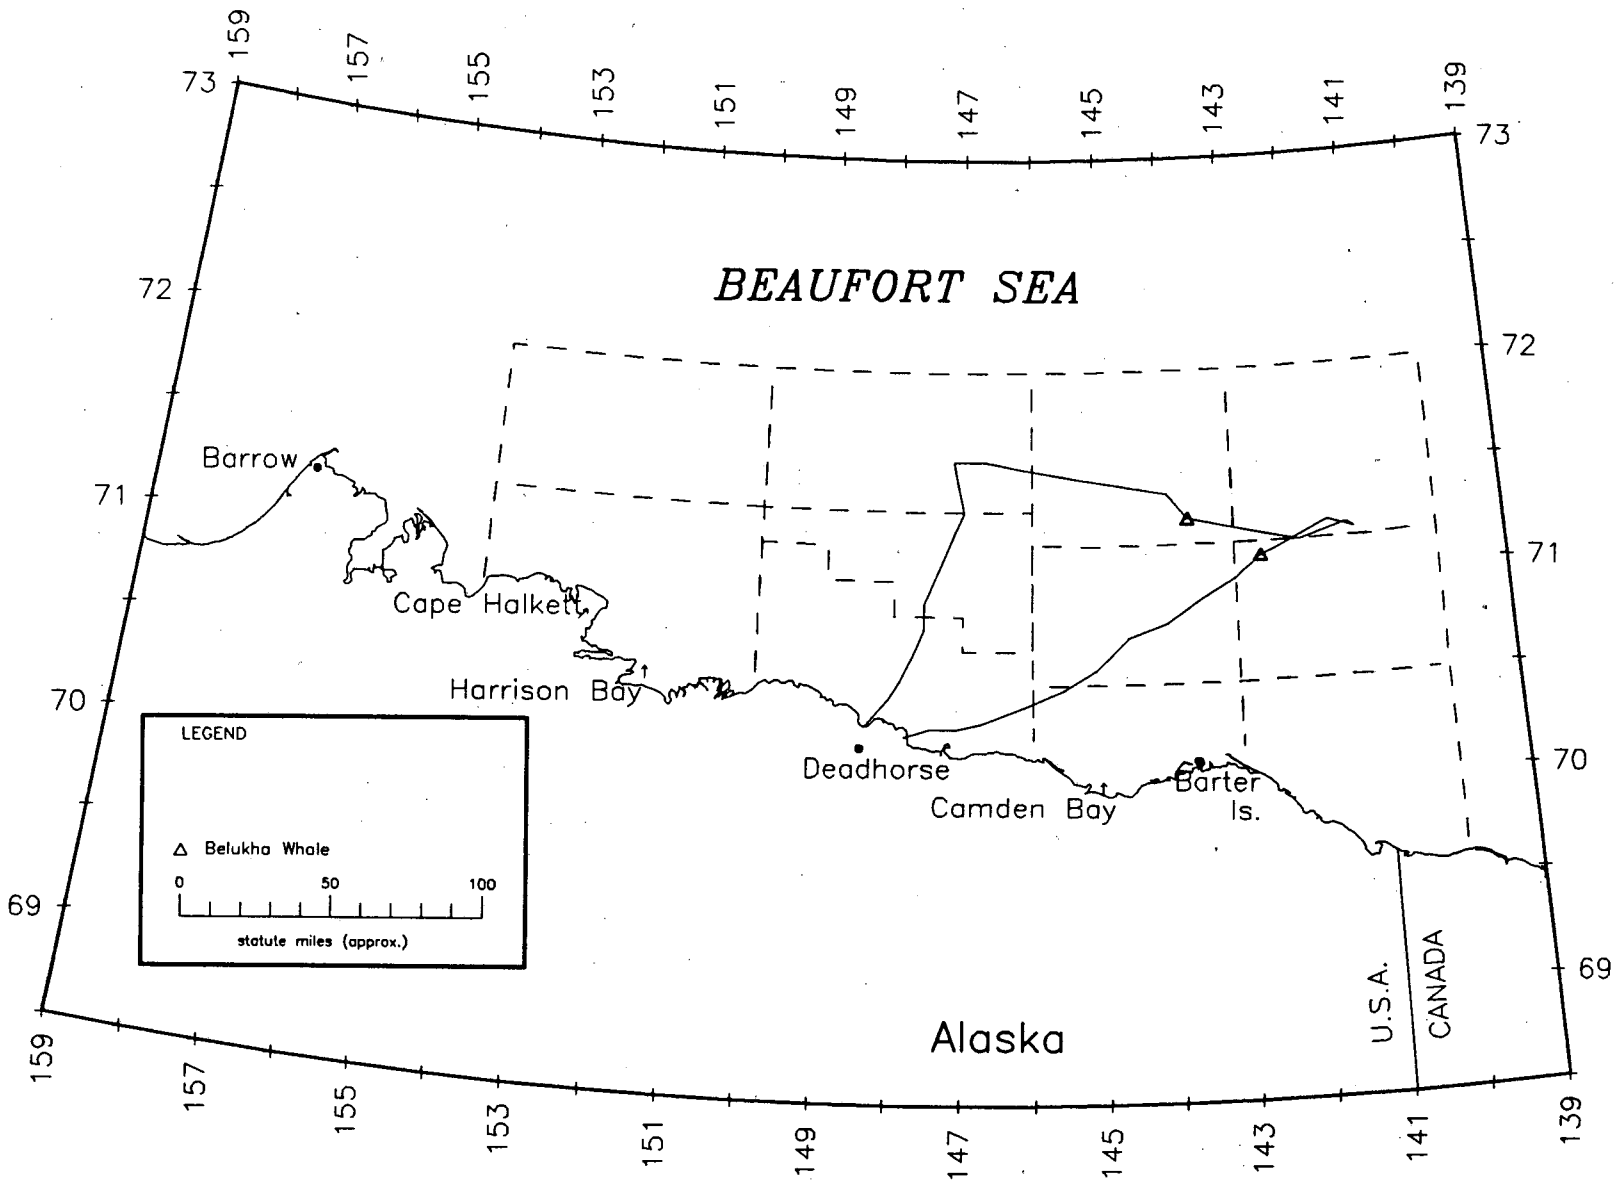 159
157
155
153
151
149
147
145
143
141
139
73
73
72
72
BEAUFORT SEA
Barrow
71
71
Cape Halkett
Harrison Bay
70
70
Deadhorse
Camden Bay
Barter
Is.
LEGEND
Belukha Whale
0 50 100
statute miles (approx.)
69
69
U.S.A.
CANADA
Alaska
159
157
155
153
151
149
147
145
143
141
139